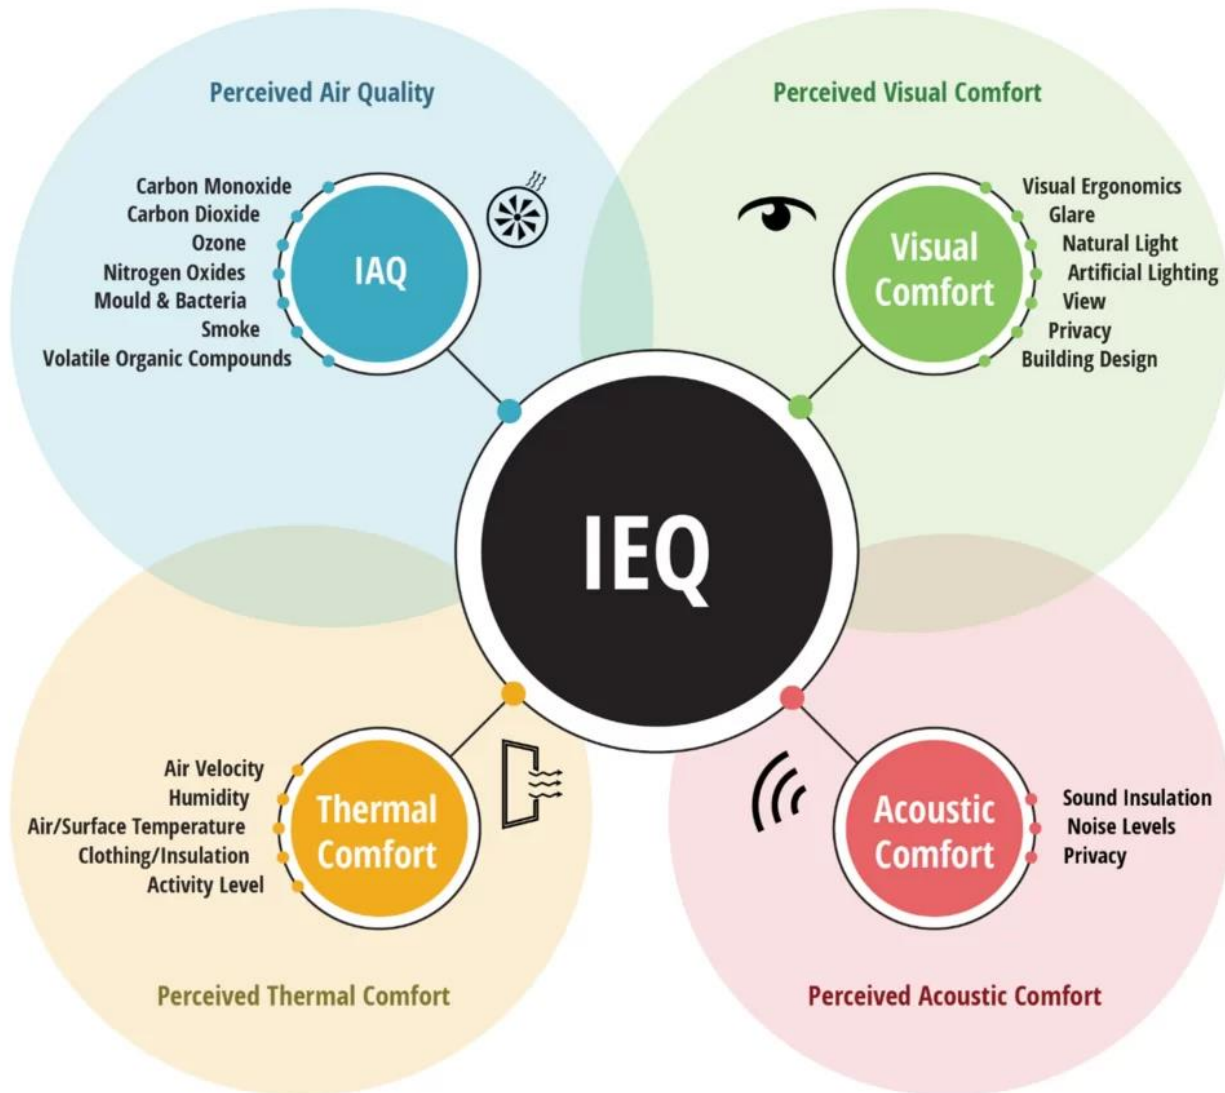 Perceived Air Quality
Carbon Monoxide
Carbon Dioxide
Ozone
Nitrogen Oxides
Mould & Bacteria
Smoke
Volatile Organic Compounds
IAQ
Perceived Visual Comfort
Visual
Comfort
Visual Ergonomics
Glare
Natural Light
Artificial Lighting
View
Privacy
Building Design
IEQ
Air Velocity
Humidity
Air/Surface Temperature
Clothing/Insulation
Activity Level
Thermal
Comfort
Perceived Thermal Comfort
Acoustic
Comfort
Sound Insulation
Noise Levels
Privacy
Perceived Acoustic Comfort